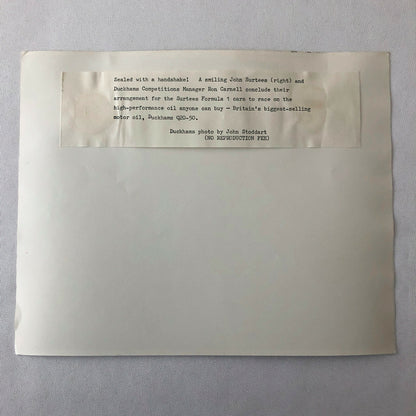 Sealed with a handshake!  A smiling John Surtees (right) and
Duckhams Competitions Manager Ron Carnell conclude their
arrangement for the Surtees Formula 1 cars to race on the
high-performance oil anyone can buy - Britain's biggest-selling
motor oil, Duckhams Q20-50.
Duckhams photo by John Stoddart
(NO REPRODUCTION FEE)